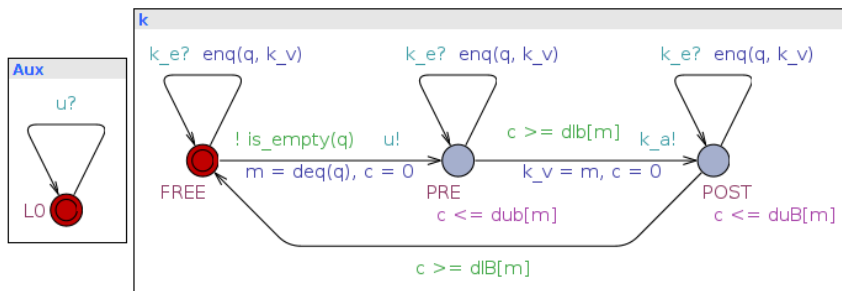 Aux
u?
L0
k
k_e? enq(q, k_v) k_e? enq(q, k_v) k_e? enq(q, k_v)
! is_empty(q) u! c >= dlb[m] k_a!
m = deq(q), c = 0 k_v = m, c = 0
FREE PRE POST
c <= dub[m] c <= duB[m]
c >= dlB[m]